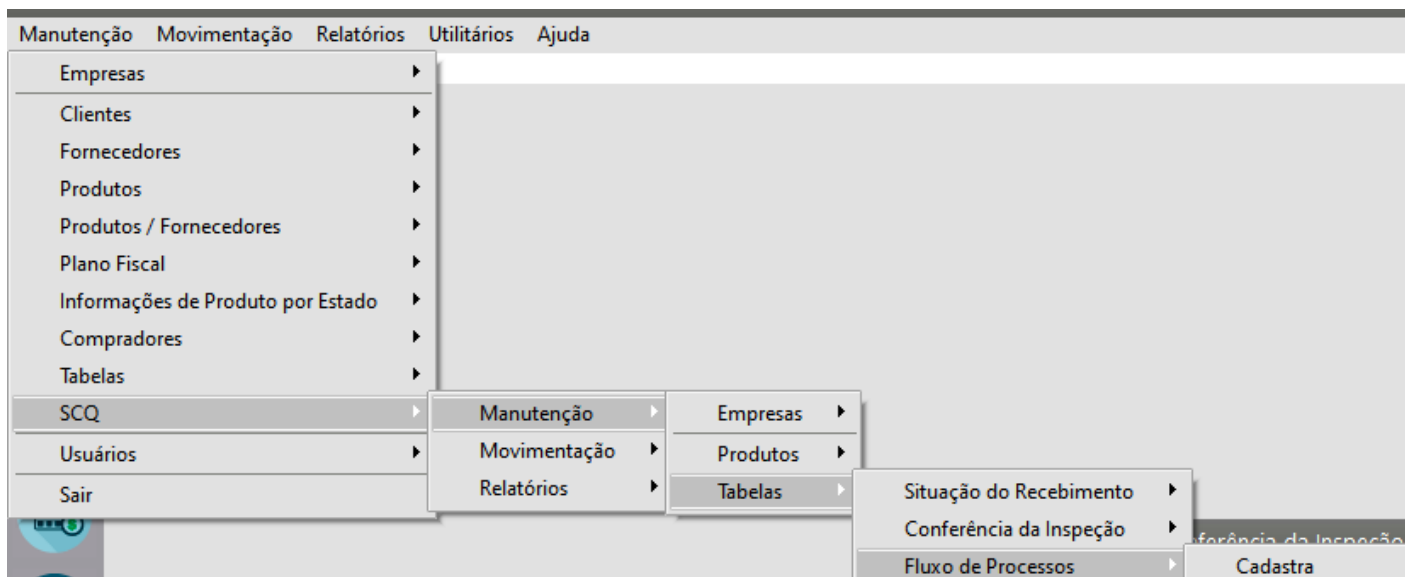 Manutenção Movimentação Relatórios Utilitários Ajuda
Empresas
Clientes
Fornecedores
Produtos
Produtos / Fornecedores
Plano Fiscal
Informações de Produto por Estado
Compradores
Tabelas
SCQ
Usuários
Sair
Manutenção
Movimentação
Relatórios
Empresas
Produtos
Tabelas
Situação do Recebimento
Conferência da Inspeção
Fluxo de Processos
da Inspeção
Cadastra